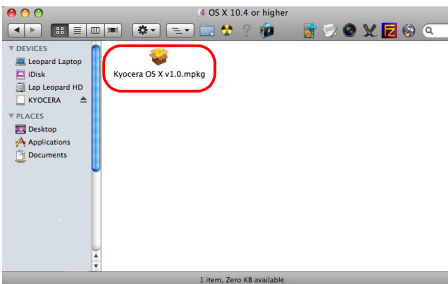 OS X 10.4 or higher
DEVICES
Leopard Laptop
iDisk
Lap Leopard HD
KYOCERA
PLACES
Desktop
Applications
Documents
Kyocera OS X v1.0.mpkg
1 item, Zero KB available